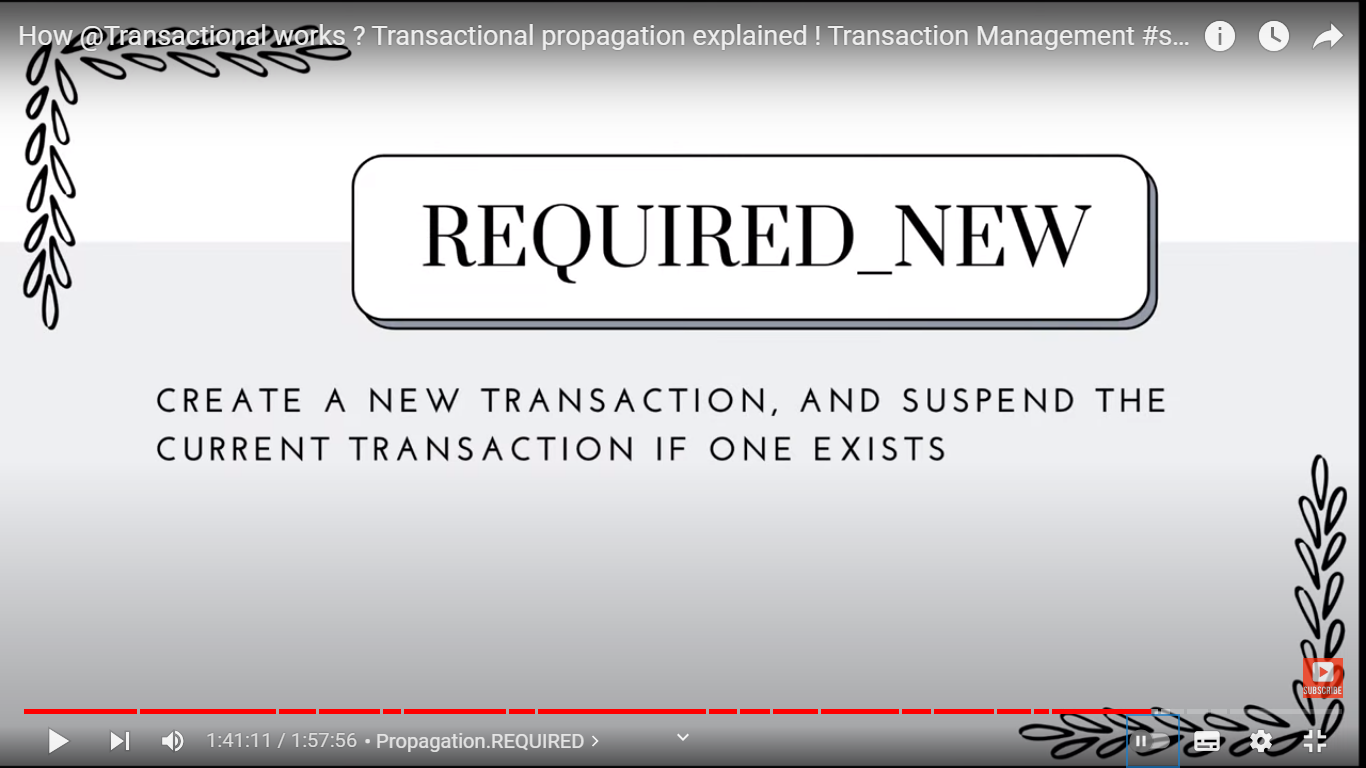 How @Transactional works ? Transactional propagation explained ! Transaction Management #s...
REQUIRED_NEW
CREATE A NEW TRANSACTION, AND SUSPEND THE
CURRENT TRANSACTION IF ONE EXISTS
SUBSCRIBE
1:41:11 / 1:57:56 • Propagation.REQUIRED